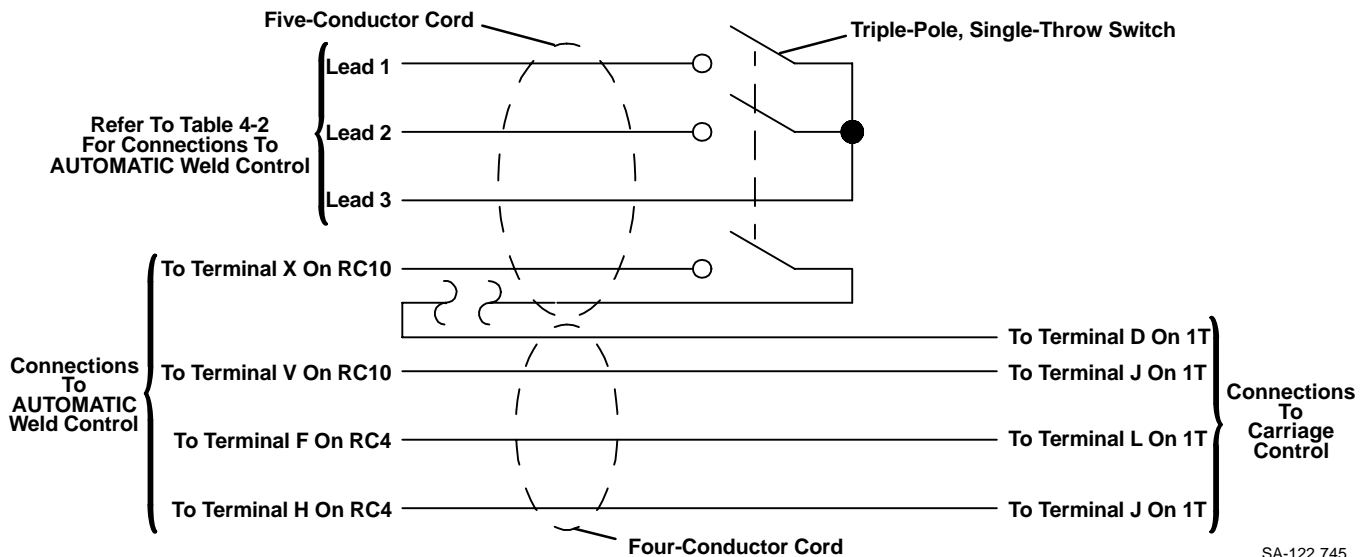 Five-Conductor Cord
Triple-Pole, Single-Throw Switch
Lead 1
Refer To Table 4-2
For Connections To
AUTOMATIC Weld Control
Lead 2
Lead 3
To Terminal X On RC10
To Terminal D On 1T
Connections
To
AUTOMATIC
Weld Control
To Terminal V On RC10
To Terminal J On 1T
Connections
To
Carriage
Control
To Terminal F On RC4
To Terminal L On 1T
To Terminal H On RC4
To Terminal J On 1T
Four-Conductor Cord
SA-122 745